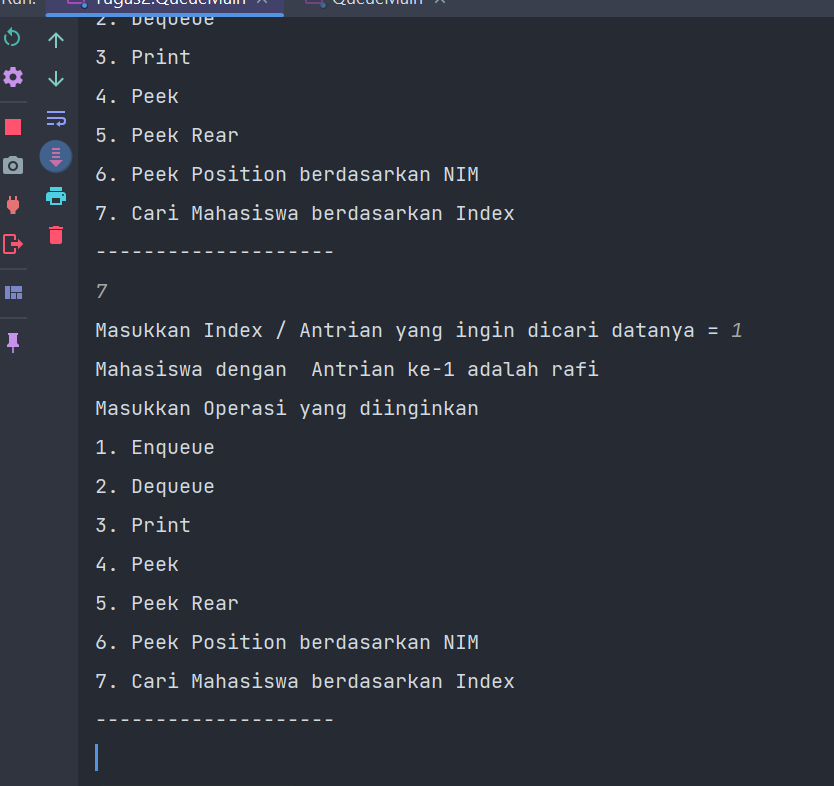 Run: Tugas2.QueueMain × QueueMain ×
2. Dequeue
3. Print
4. Peek
5. Peek Rear
6. Peek Position berdasarkan NIM
7. Cari Mahasiswa berdasarkan Index
--------------------
7
Masukkan Index / Antrian yang ingin dicari datanya = 1
Mahasiswa dengan  Antrian ke-1 adalah rafi
Masukkan Operasi yang diinginkan
1. Enqueue
2. Dequeue
3. Print
4. Peek
5. Peek Rear
6. Peek Position berdasarkan NIM
7. Cari Mahasiswa berdasarkan Index
--------------------